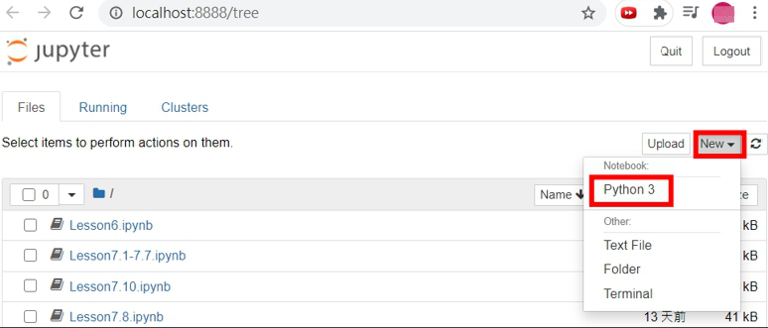 localhost:8888/tree
jupyter
Quit
Logout
Files
Running
Clusters
Select items to perform actions on them.
Upload
New
Notebook:
Python 3
0
/
Name
Other:
Text File
Folder
Terminal
Lesson6.ipynb
kB
Lesson7.1-7.7.ipynb
kB
Lesson7.10.ipynb
kB
Lesson7.8.ipynb
13 天前
41 kB